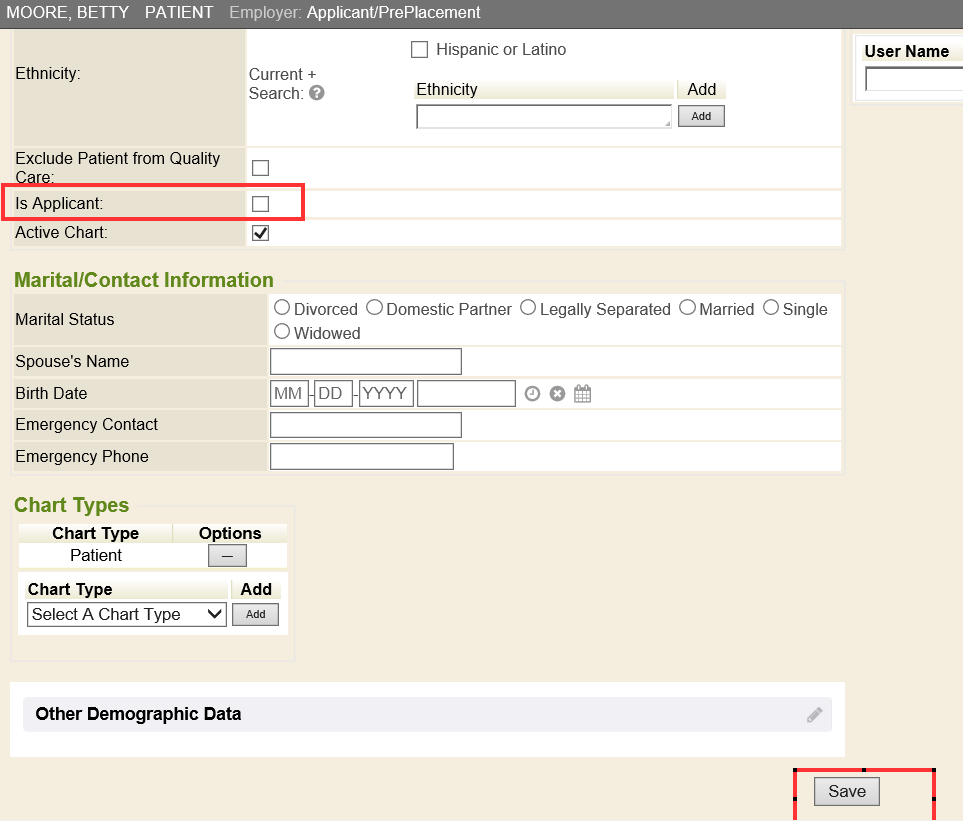 MOORE, BETTY PATIENT Employer: Applicant/PrePlacement
User Name
Hispanic or Latino
Ethnicity:
Current +
Search: ?
Ethnicity Add
Add
Exclude Patient from Quality
Care:
Is Applicant:
Active Chart:
Marital/Contact Information
Marital Status
Divorced Domestic Partner Legally Separated Married Single
Widowed
Spouse's Name
Birth Date MM - DD - YYYY
Emergency Contact
Emergency Phone
Chart Types
Chart Type Options
Patient –
Chart Type Add
Select A Chart Type Add
Other Demographic Data
Save